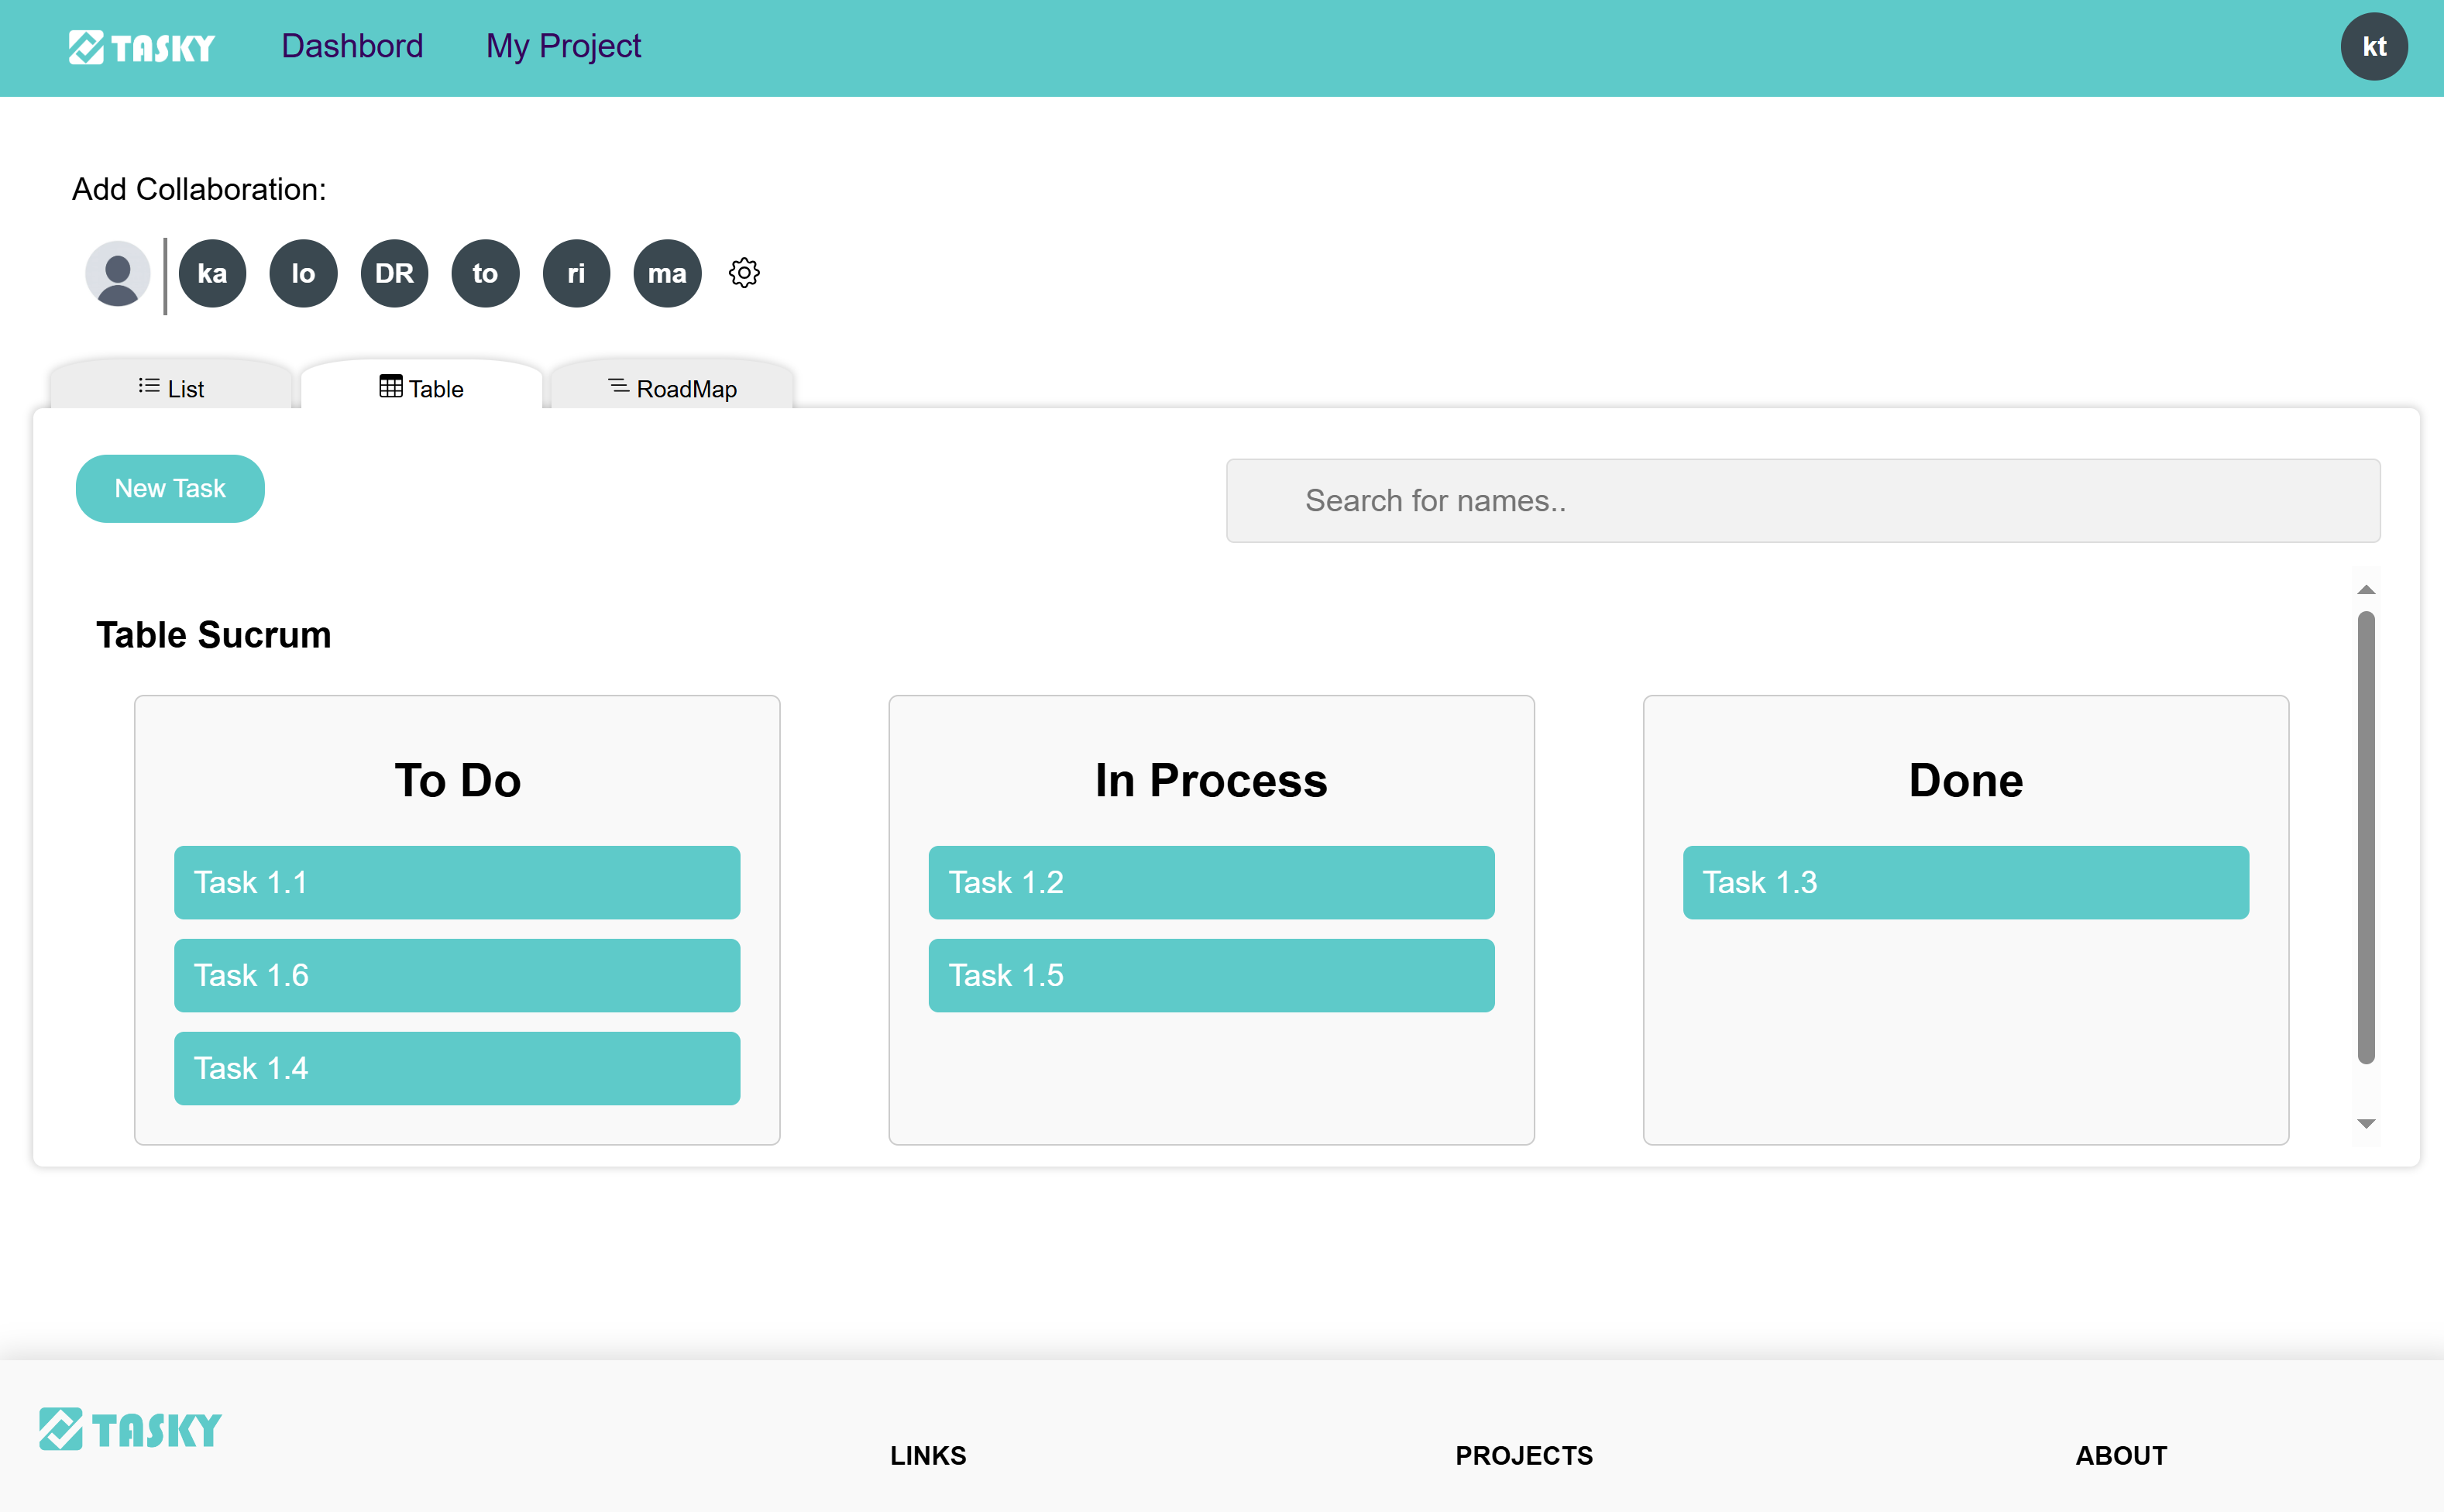 TASKY Dashbord My Project kt
Add Collaboration:
ka lo DR to ri ma
List Table RoadMap
New Task Search for names..
Table Sucrum
To Do
Task 1.1
Task 1.6
Task 1.4
In Process
Task 1.2
Task 1.5
Done
Task 1.3
TASKY
LINKS PROJECTS ABOUT